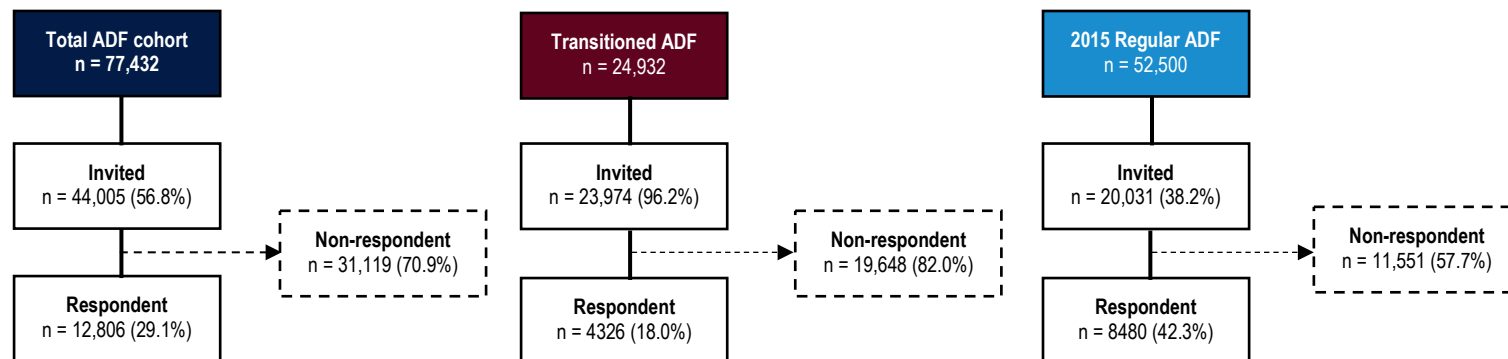 Total ADF cohort
n = 77,432
Invited
n = 44,005 (56.8%)
Non-respondent
n = 31,119 (70.9%)
Respondent
n = 12,806 (29.1%)
Transitioned ADF
n = 24,932
Invited
n = 23,974 (96.2%)
Non-respondent
n = 19,648 (82.0%)
Respondent
n = 4326 (18.0%)
2015 Regular ADF
n = 52,500
Invited
n = 20,031 (38.2%)
Non-respondent
n = 11,551 (57.7%)
Respondent
n = 8480 (42.3%)